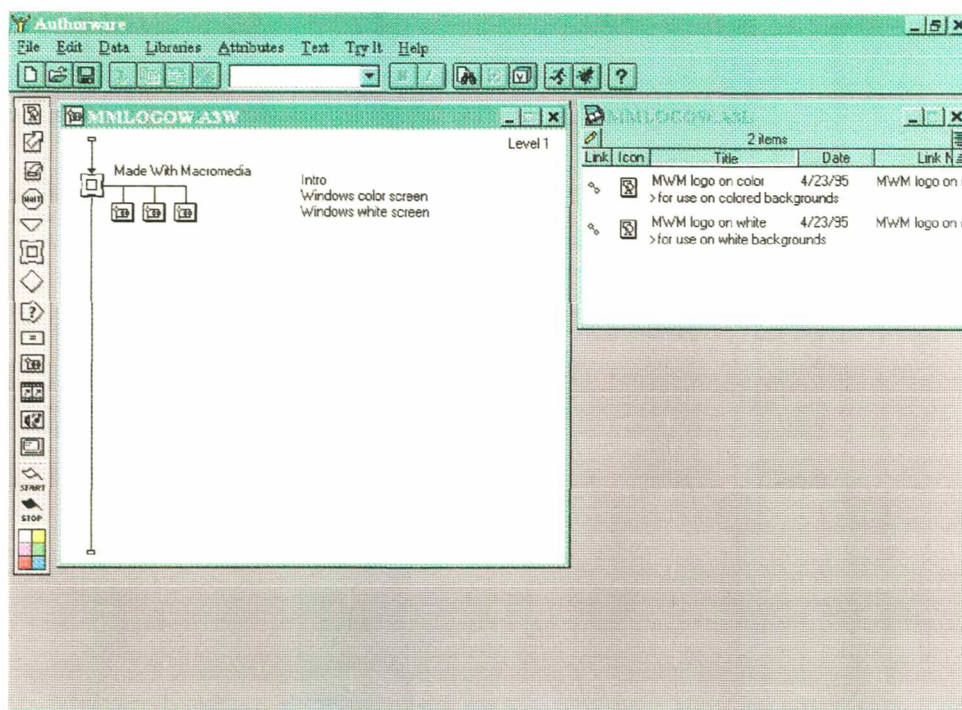 Authorware
File Edit Data Libraries Attributes Text Try It Help
MMLOGOW.A3W
Level 1
Made With Macromedia
Intro
Windows color screen
Windows white screen
WAIT
START
STOP
MMLOGOW.A3L
2 items
Link Icon Title Date Link N
MWM logo on color 4/23/95 MWM logo on
>for use on colored backgrounds
MWM logo on white 4/23/95 MWM logo on
>for use on white backgrounds